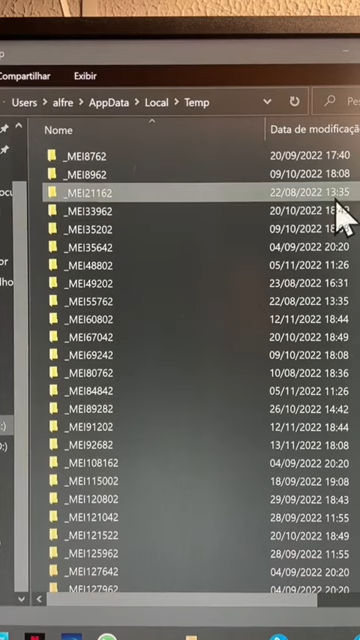 Compartilhar Exibir
Users > alfre > AppData > Local > Temp
Nome Data de modificaçã
_MEI8762 20/09/2022 17:40
_MEI8962 09/10/2022 18:08
_MEI21162 22/08/2022 13:35
_MEI33962 20/10/2022
_MEI35202 09/10/2022
_MEI35642 04/09/2022 20:20
_MEI48802 05/11/2022 11:26
_MEI49202 23/08/2022 16:31
_MEI55762 22/08/2022 13:35
_MEI60802 12/11/2022 18:44
_MEI67042 20/10/2022 18:49
_MEI69242 09/10/2022 18:08
_MEI80762 10/08/2022 18:36
_MEI84842 05/11/2022 11:26
_MEI89282 26/10/2022 14:42
_MEI91202 12/11/2022 18:44
_MEI92682 13/11/2022 18:08
_MEI108162 04/09/2022 20:20
_MEI115002 18/09/2022 19:08
_MEI120802 29/09/2022 18:43
_MEI121042 28/09/2022 11:55
_MEI121522 20/10/2022 18:49
_MEI125962 28/09/2022 11:55
_MEI127642 04/09/2022 20:20
_MEI127962 04/09/2022 20:20